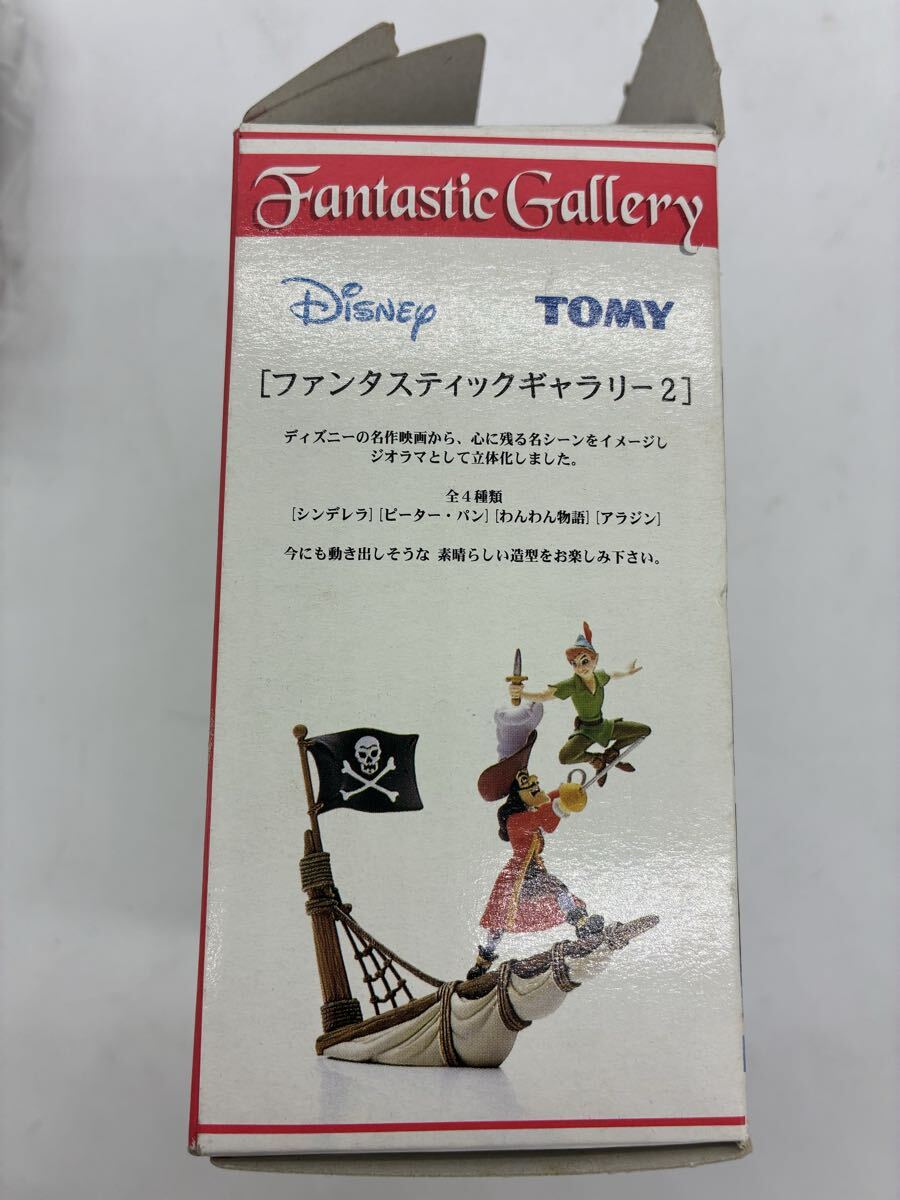 Fantastic Gallery
Disney TOMY
[ファンタスティックギャラリー2]
ディズニーの名作映画から、心に残る名シーンをイメージし
ジオラマとして立体化しました。
全4種類
[シンデレラ] [ピーター・パン] [わんわん物語] [アラジン]
今にも動き出しそうな 素晴らしい造型をお楽しみ下さい。